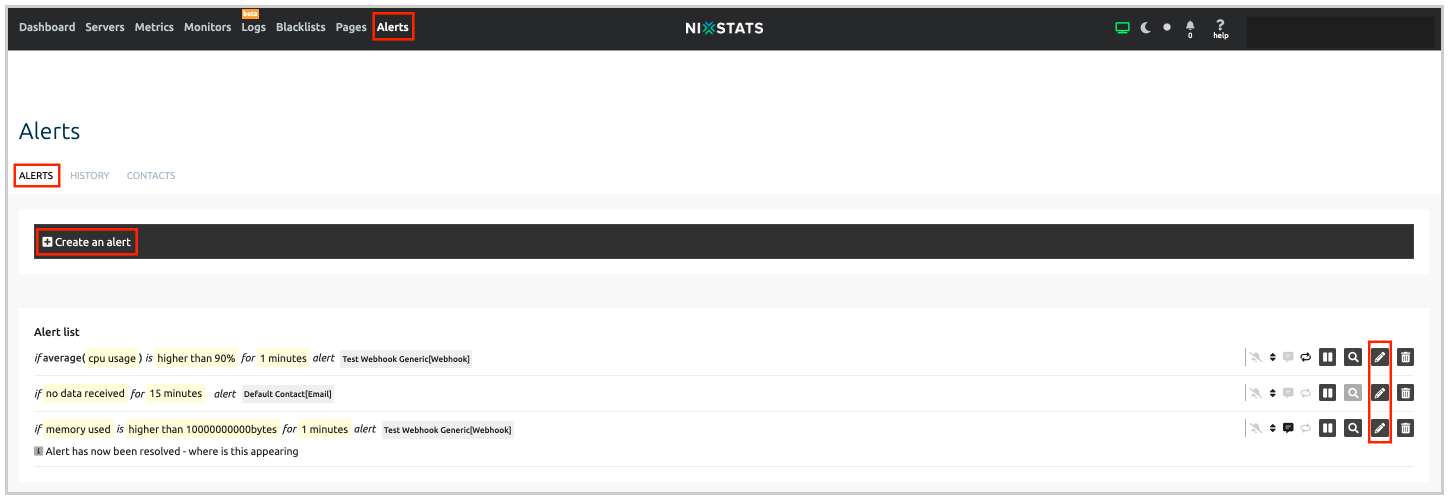 beta
Dashboard Servers Metrics Monitors Logs Blacklists Pages Alerts NIXSTATS 0 ? help
Alerts
ALERTS HISTORY CONTACTS
Create an alert
Alert list
if average( cpu usage ) is higher than 90% for 1 minutes alert Test Webhook Generic[Webhook]
if no data received for 15 minutes alert Default Contact[Email]
if memory used is higher than 10000000000bytes for 1 minutes alert Test Webhook Generic[Webhook]
Alert has now been resolved - where is this appearing